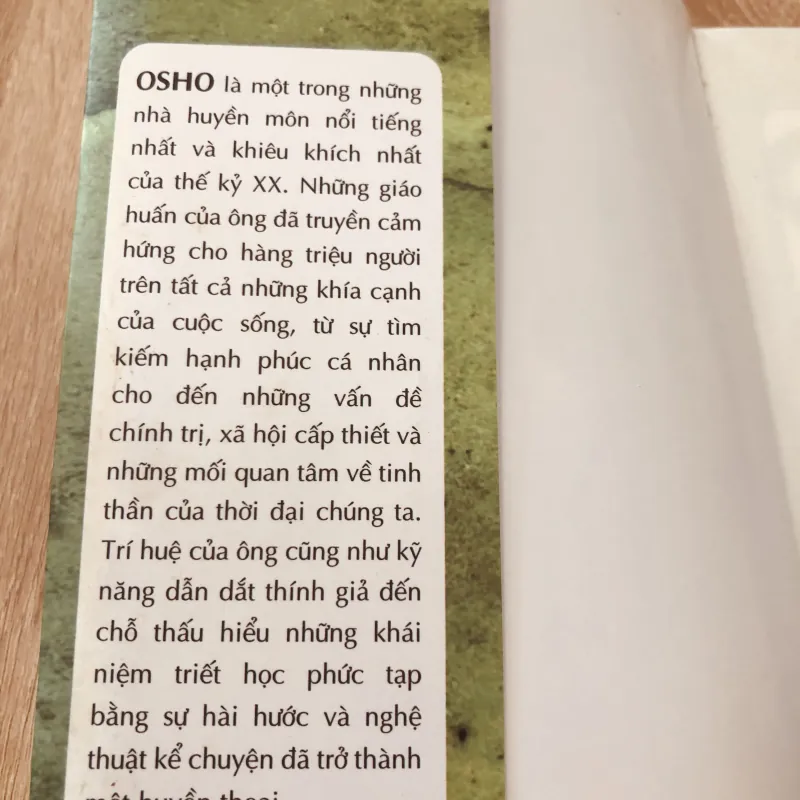 OSHO là một trong những
nhà huyền môn nổi tiếng
nhất và khiêu khích nhất
của thế kỷ XX. Những giáo
huấn của ông đã truyền cảm
hứng cho hàng triệu người
trên tất cả những khía cạnh
của cuộc sống, từ sự tìm
kiếm hạnh phúc cá nhân
cho đến những vấn đề
chính trị, xã hội cấp thiết và
những mối quan tâm về tinh
thần của thời đại chúng ta.
Trí huệ của ông cũng như kỹ
năng dẫn dắt thính giả đến
chỗ thấu hiểu những khái
niệm triết học phức tạp
bằng sự hài hước và nghệ
thuật kể chuyện đã trở thành
một huyền thoại